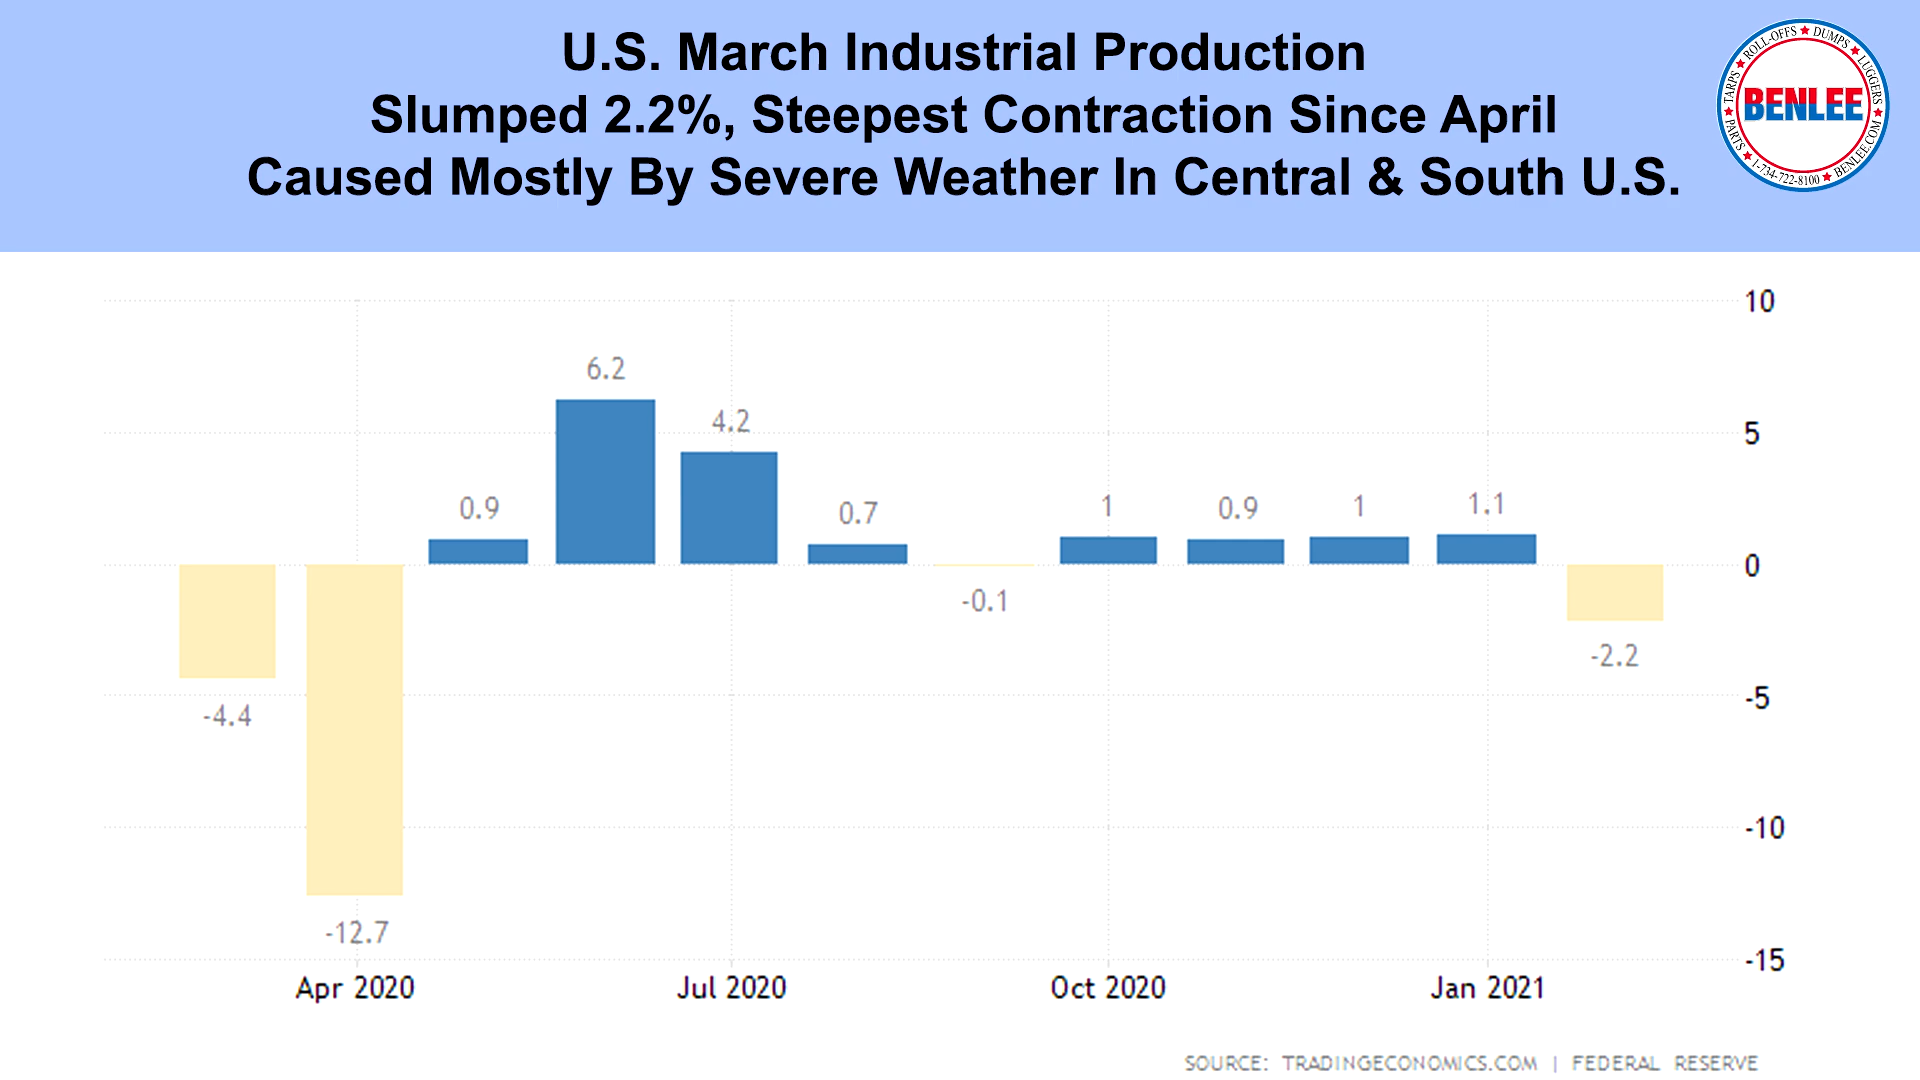 U.S. March Industrial Production
Slumped 2.2%, Steepest Contraction Since April
Caused Mostly By Severe Weather In Central & South U.S.
TARPS ★ ROLL-OFFS ★ DUMPS ★ LUGGERS ★
BENLEE
★ PARTS ★ 1-734-722-8100 ★ BENLEE.COM
10
6.2
4.2
5
0.9
0.7
1
0.9
1
1.1
0
-0.1
-2.2
-4.4
-5
-10
-12.7
-15
Apr 2020
Jul 2020
Oct 2020
Jan 2021
SOURCE: TRADINGECONOMICS.COM | FEDERAL RESERVE